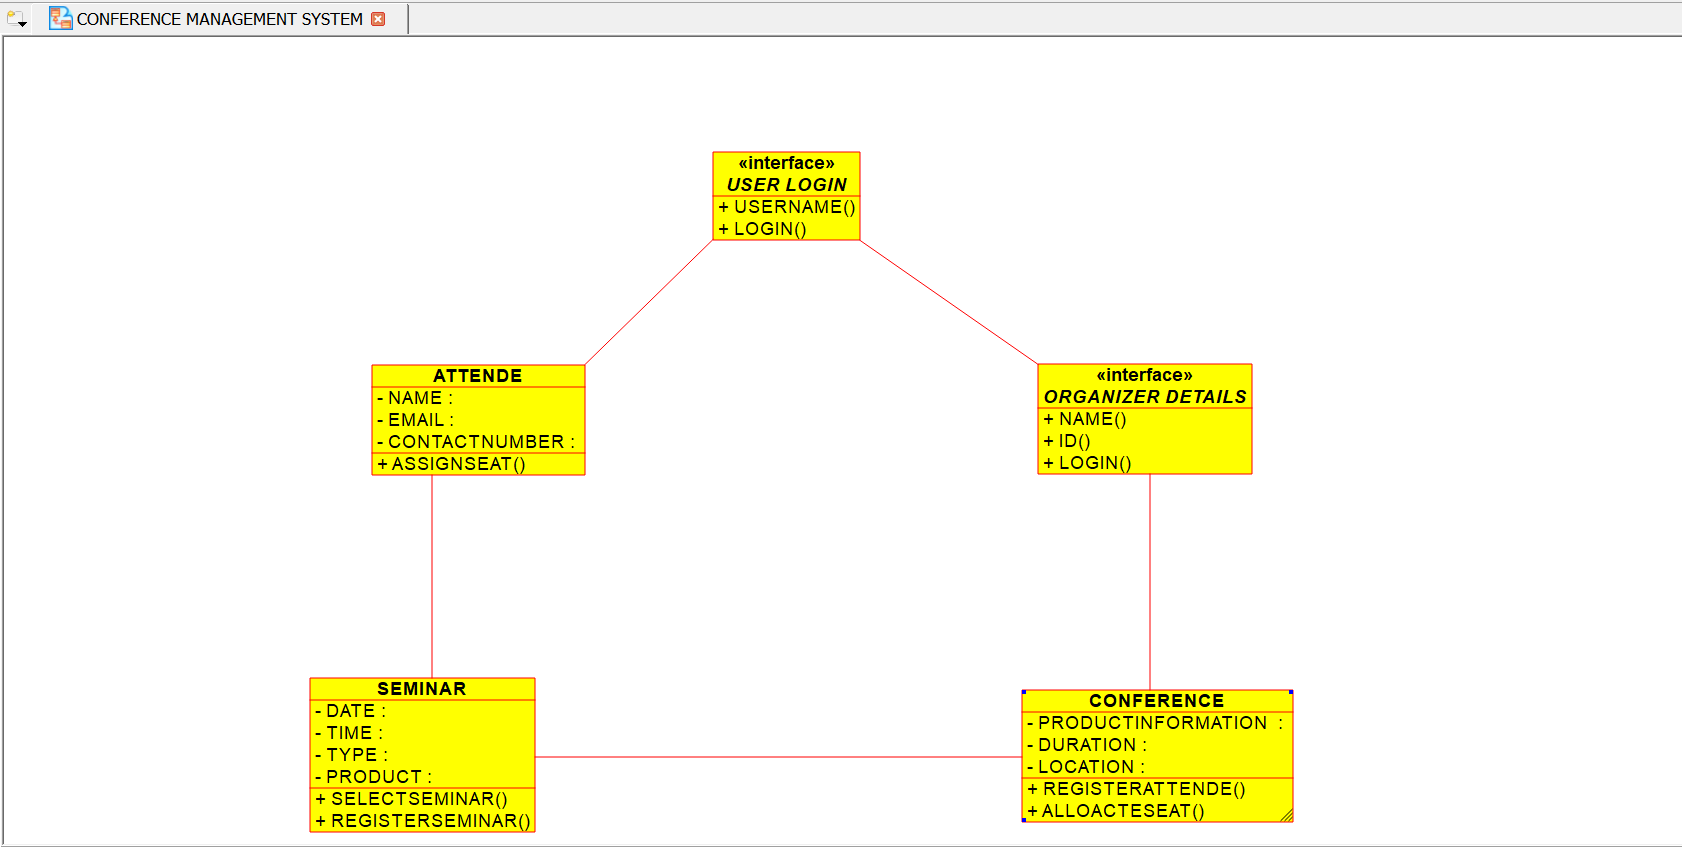 CONFERENCE MANAGEMENT SYSTEM
«interface»
USER LOGIN
+ USERNAME()
+ LOGIN()
ATTENDE
- NAME :
- EMAIL :
- CONTACTNUMBER :
+ ASSIGNSEAT()
«interface»
ORGANIZER DETAILS
+ NAME()
+ ID()
+ LOGIN()
SEMINAR
- DATE :
- TIME :
- TYPE :
- PRODUCT :
+ SELECTSEMINAR()
+ REGISTERSEMINAR()
CONFERENCE
- PRODUCTINFORMATION :
- DURATION :
- LOCATION :
+ REGISTERATTENDE()
+ ALLOACTESEAT()